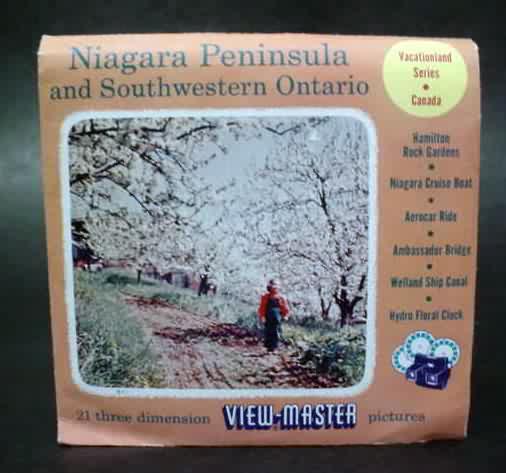 Niagara Peninsula
and Southwestern Ontario
Vacationland
Series
•
Canada
Hamilton
Rock Gardens
•
Niagara Cruise Boat
•
Aerocar Ride
•
Ambassador Bridge
•
Welland Ship Canal
•
Hydro Floral Clock
21 three dimension VIEW-MASTER pictures